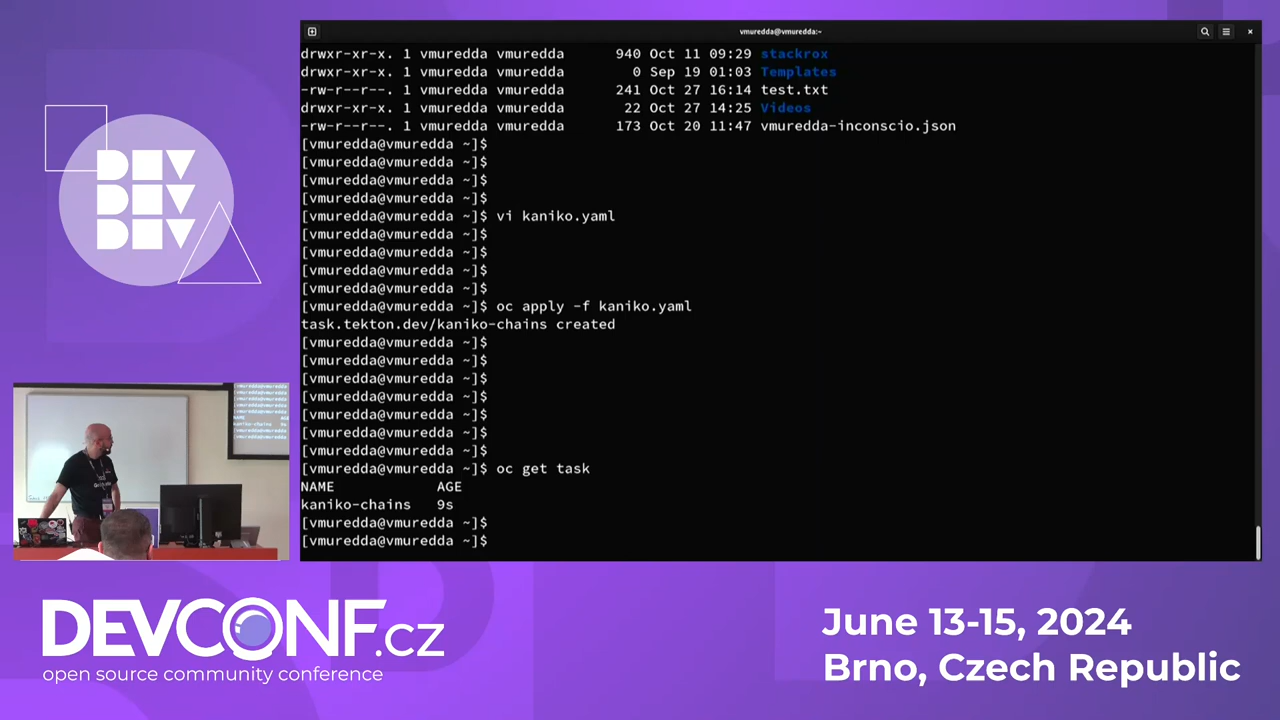 vmuredda@vmuredda:~
drwxr-xr-x. 1 vmuredda vmuredda 940 Oct 11 09:29 stackrox
drwxr-xr-x. 1 vmuredda vmuredda 0 Sep 19 01:03 Templates
-rw-r--r--. 1 vmuredda vmuredda 241 Oct 27 16:14 test.txt
drwxr-xr-x. 1 vmuredda vmuredda 22 Oct 27 14:25 Videos
-rw-r--r--. 1 vmuredda vmuredda 173 Oct 20 11:47 vmuredda-inconscio.json
[vmuredda@vmuredda ~]$
[vmuredda@vmuredda ~]$
[vmuredda@vmuredda ~]$
[vmuredda@vmuredda ~]$
[vmuredda@vmuredda ~]$ vi kaniko.yaml
[vmuredda@vmuredda ~]$
[vmuredda@vmuredda ~]$
[vmuredda@vmuredda ~]$
[vmuredda@vmuredda ~]$
[vmuredda@vmuredda ~]$ oc apply -f kaniko.yaml
task.tekton.dev/kaniko-chains created
[vmuredda@vmuredda ~]$
[vmuredda@vmuredda ~]$
[vmuredda@vmuredda ~]$
[vmuredda@vmuredda ~]$
[vmuredda@vmuredda ~]$
[vmuredda@vmuredda ~]$
[vmuredda@vmuredda ~]$
[vmuredda@vmuredda ~]$ oc get task
NAME AGE
kaniko-chains 9s
[vmuredda@vmuredda ~]$
[vmuredda@vmuredda ~]$
DEV
DEV
DEV
DEVCONF.cz
open source community conference
June 13-15, 2024
Brno, Czech Republic